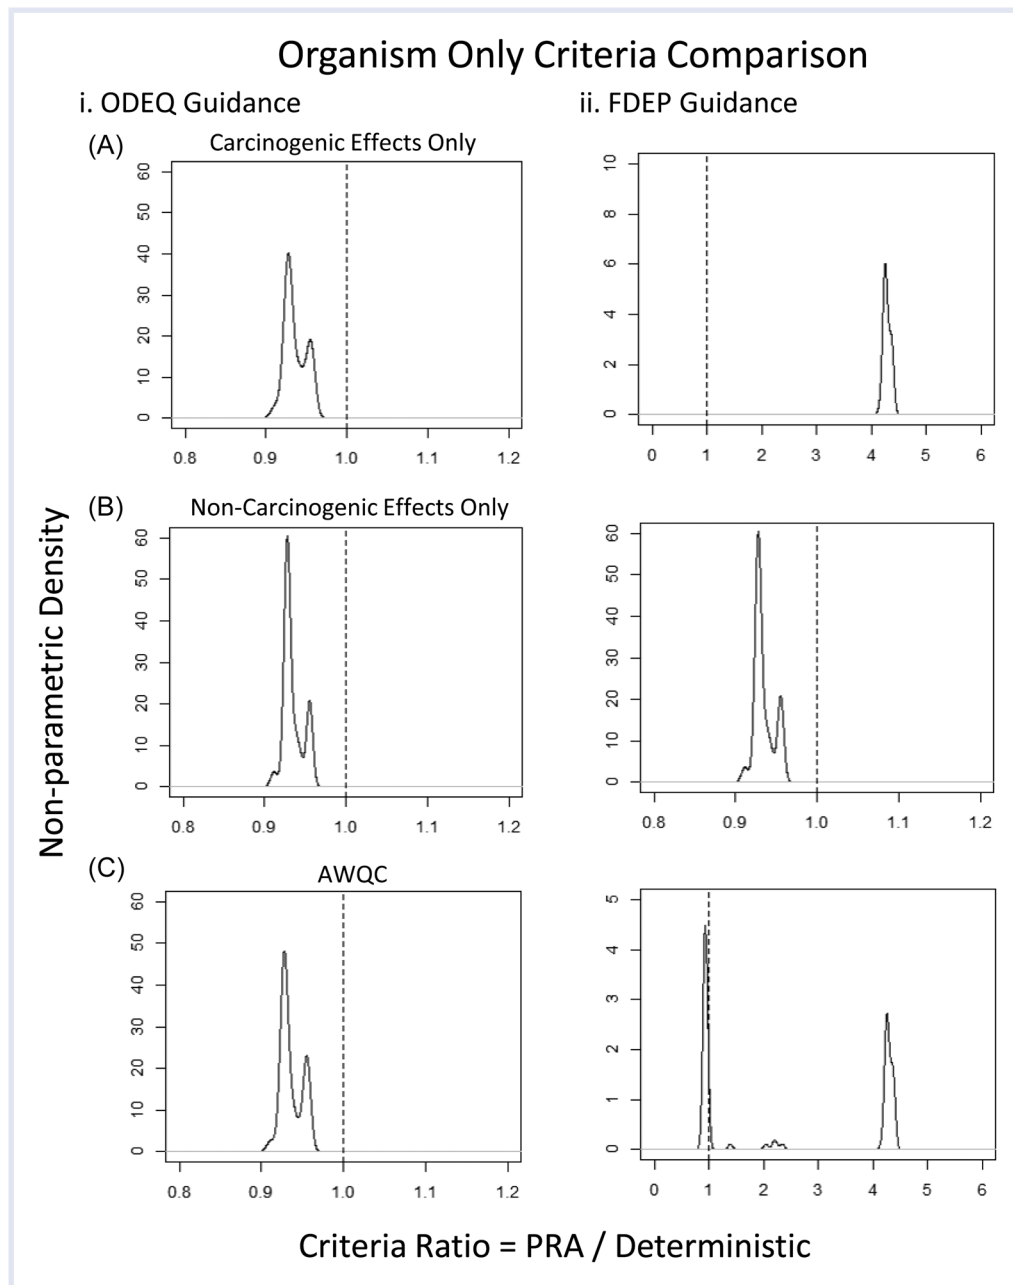 Organism Only Criteria Comparison
i. ODEQ Guidance
ii. FDEP Guidance
(A)
Carcinogenic Effects Only
60
50
40
30
20
10
0
0.8 0.9 1.0 1.1 1.2
10
8
6
4
2
0
0 1 2 3 4 5 6
(B)
Non-Carcinogenic Effects Only
60
50
40
30
20
10
0
0.8 0.9 1.0 1.1 1.2
60
50
40
30
20
10
0
0.8 0.9 1.0 1.1 1.2
Non-parametric Density
(C)
AWQC
60
50
40
30
20
10
0
0.8 0.9 1.0 1.1 1.2
5
4
3
2
1
0
0 1 2 3 4 5 6
Criteria Ratio = PRA / Deterministic